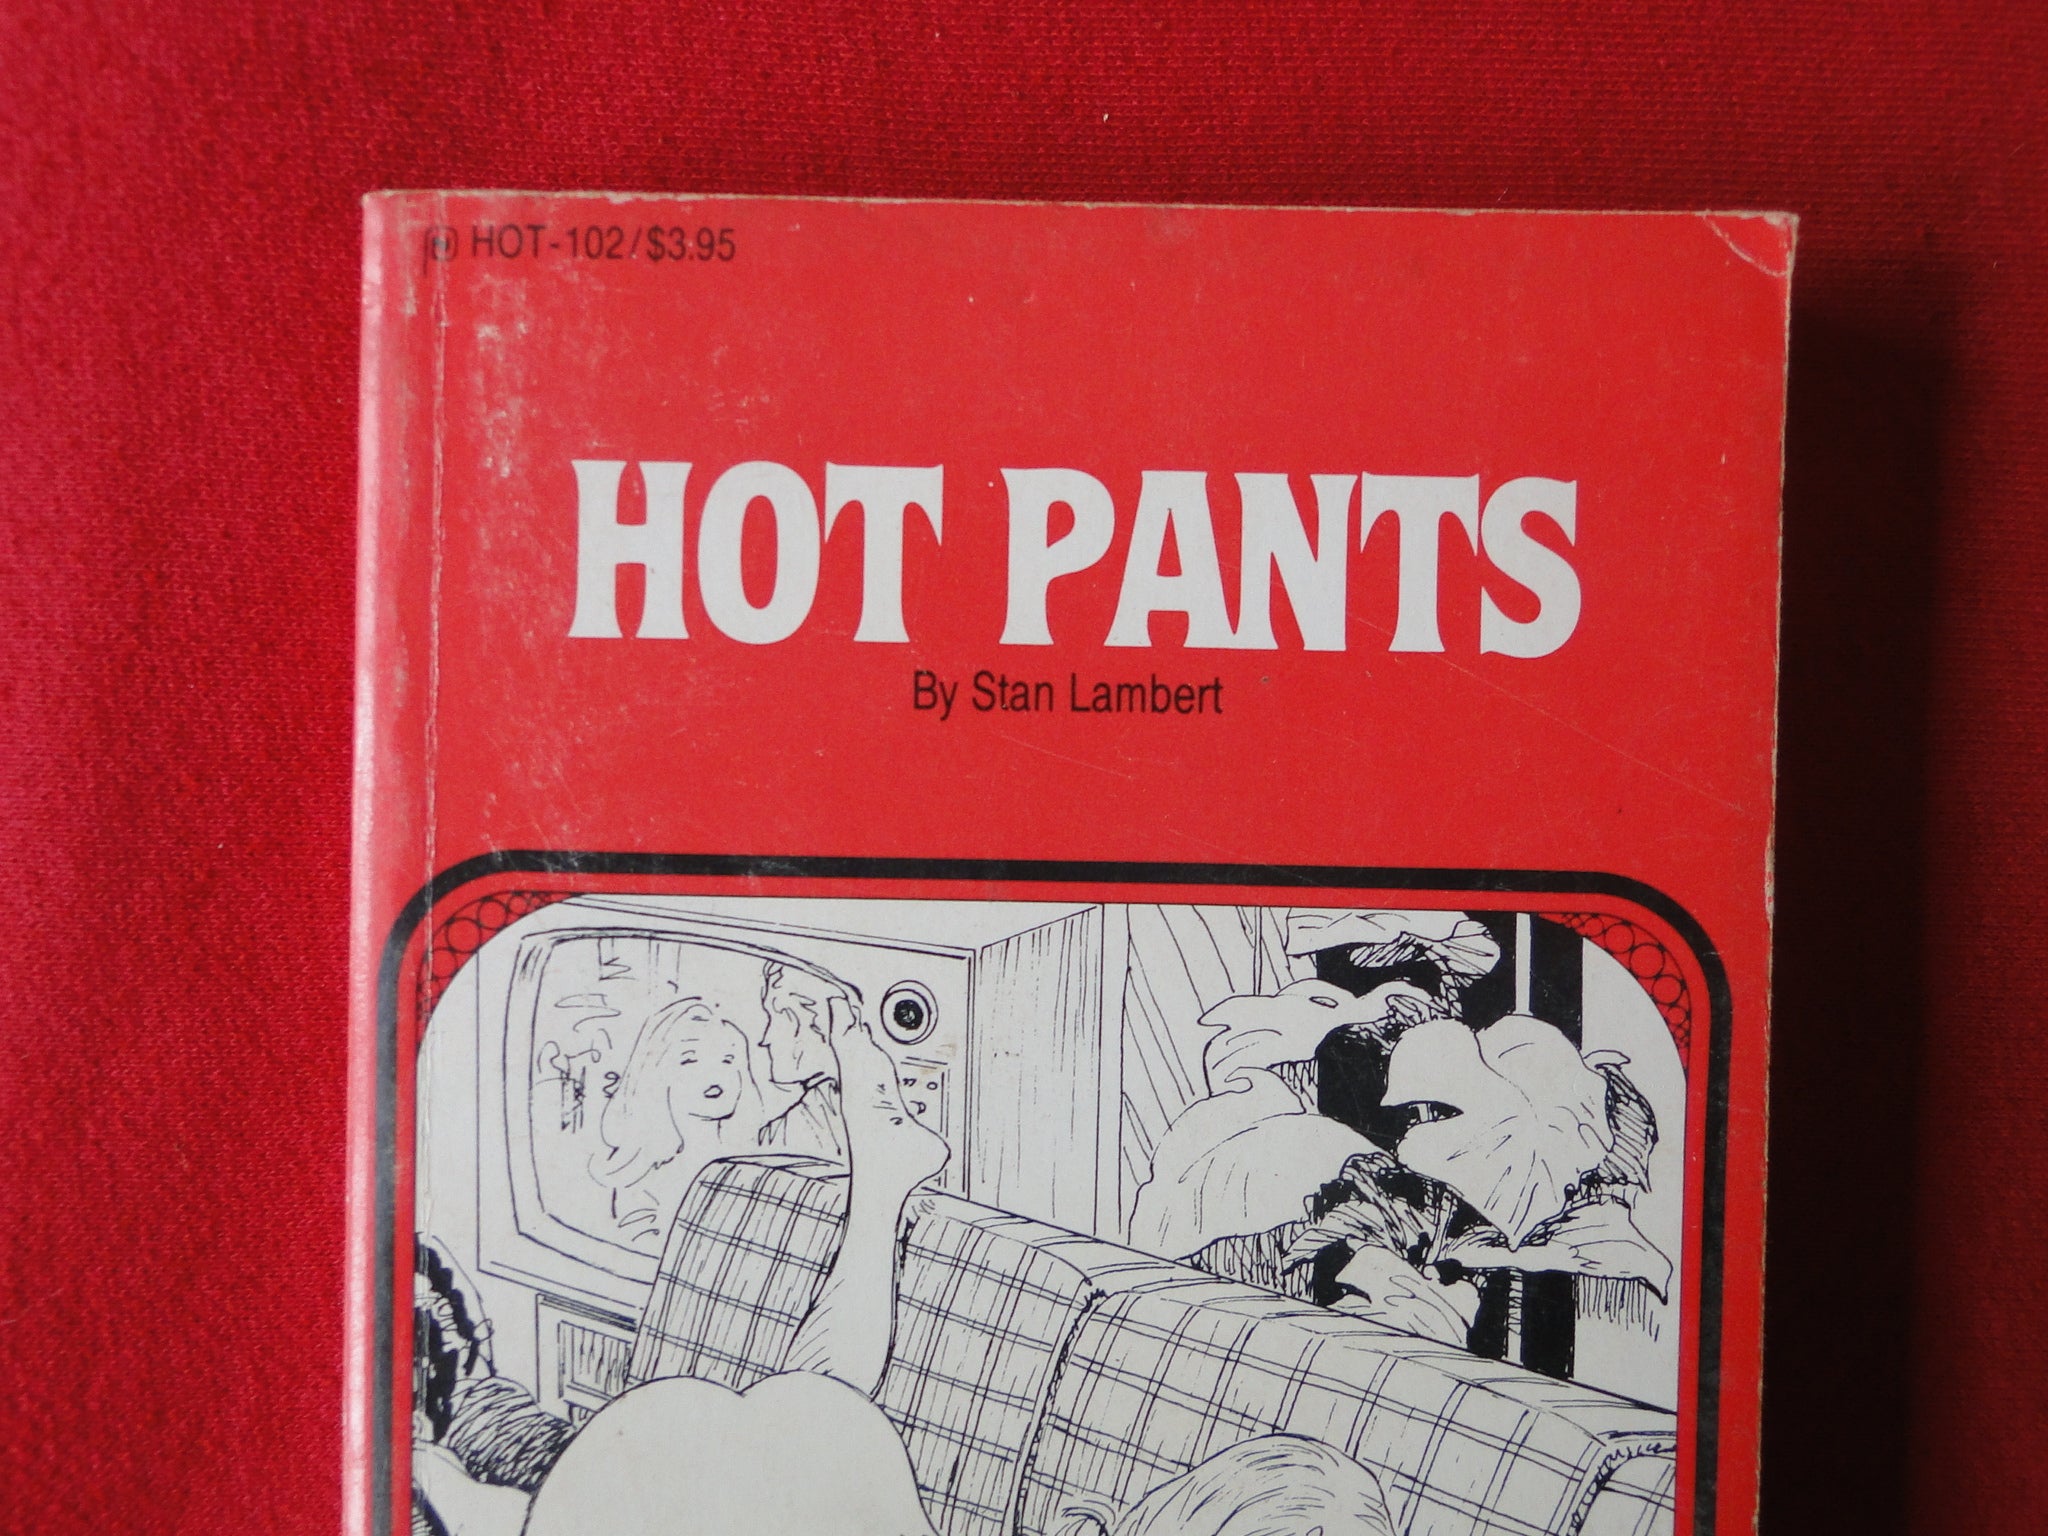 HOT-102/$3.95
HOT PANTS
By Stan Lambert